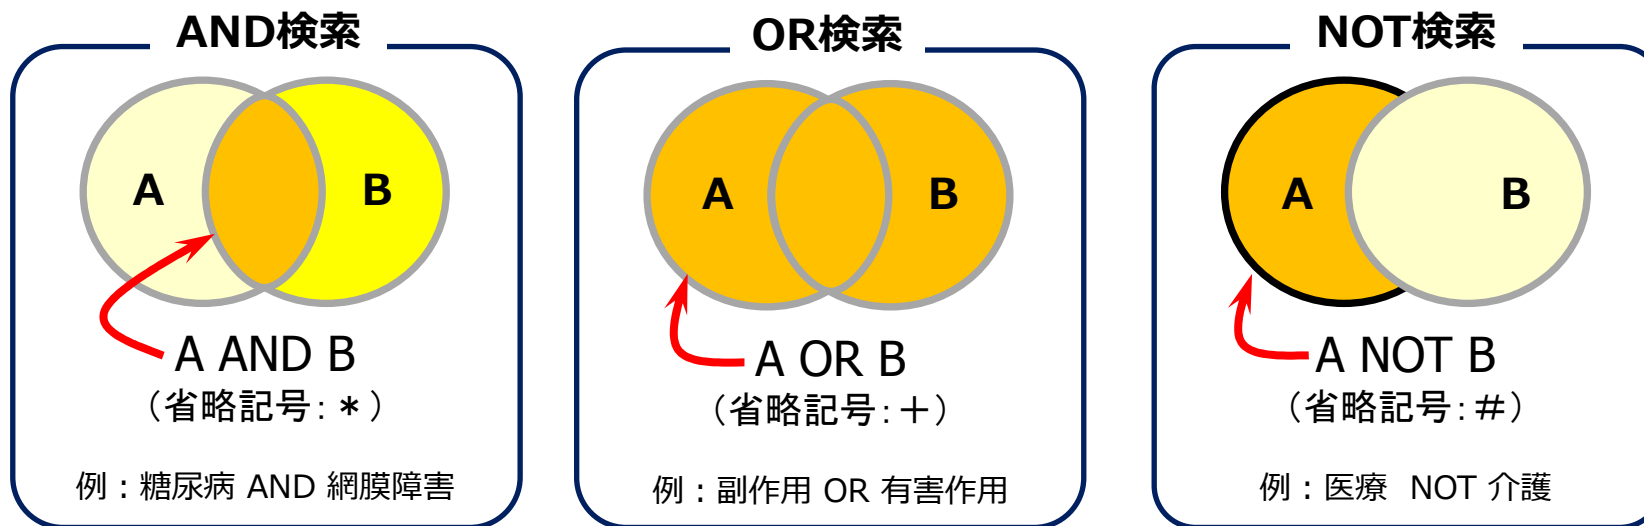 AND検索
A
B
A AND B
（省略記号：＊）
例：糖尿病 AND 網膜障害
OR検索
A
B
A OR B
（省略記号：＋）
例：副作用 OR 有害作用
NOT検索
A
B
A NOT B
（省略記号：＃）
例：医療 NOT 介護